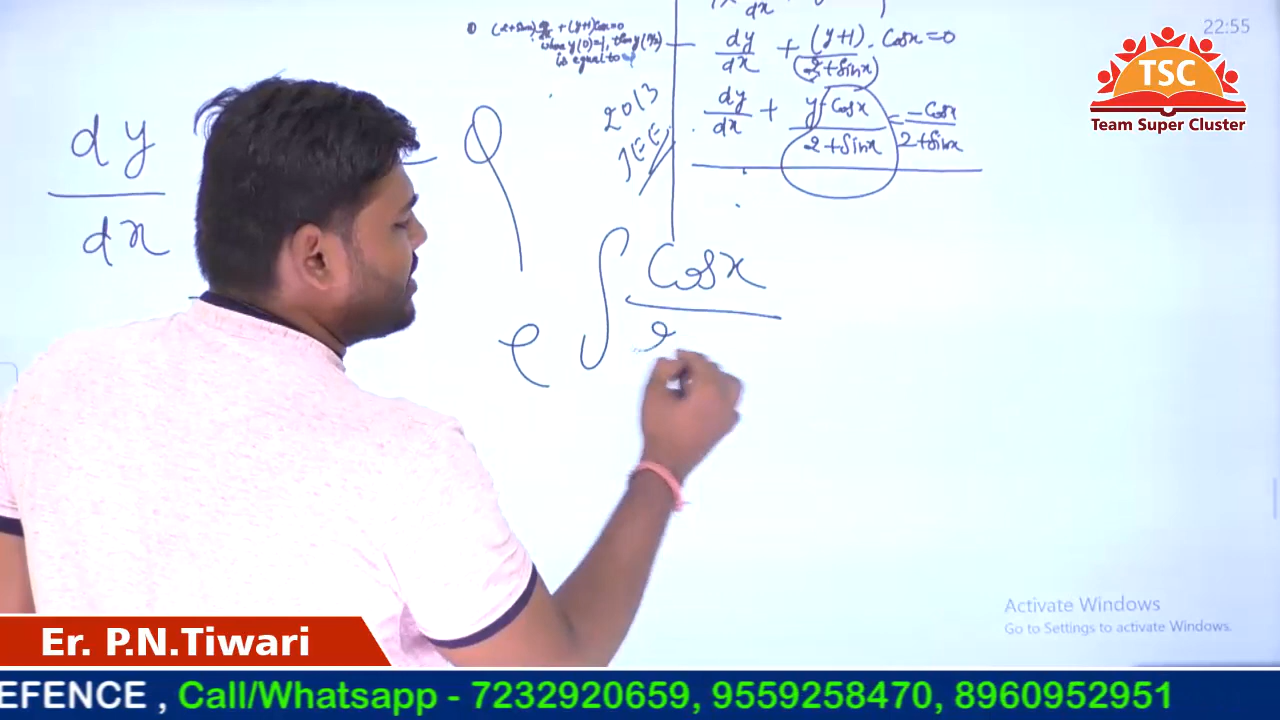 ① (2+Sinx) dy/dx + (y+1)Cosx=0
when y(0)=1, then y(π/2)
is equal to
2013
JEE
dy/dx + (y+1)/(2+Sinx) . Cosx = 0
dy/dx + y Cosx/2+Sinx = -Cosx/2+Sinx
dy/dx
Q
e ∫ Cosx
22:55
TSC
Team Super Cluster
Activate Windows
Go to Settings to activate Windows.
Er. P.N.Tiwari
EFENCE , Call/Whatsapp - 7232920659, 9559258470, 8960952951